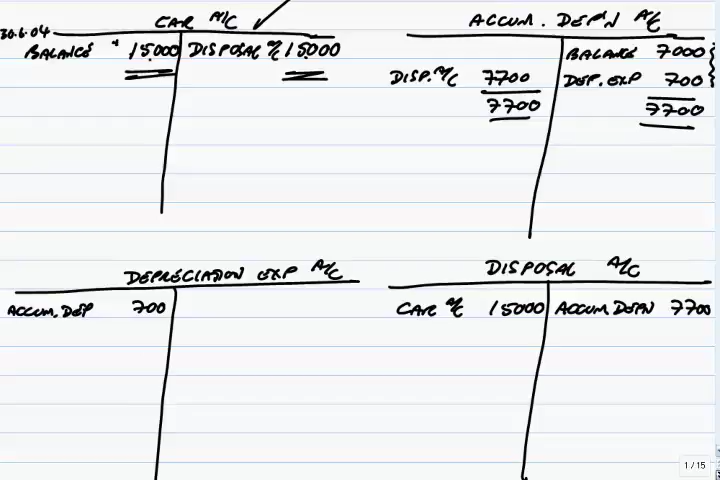 CAR A/C
30.6.04
BALANCE 15000 DISPOSAL A/C 15000
ACCUM. DEP'N A/C
BALANCE 7000
DISP. A/C 7700 DEP. EXP 700
7700 7700
DEPRECIATION EXP A/C
ACCUM. DEP 700
DISPOSAL A/C
CAR A/C 15000 ACCUM. DEPN 7700
1 / 15